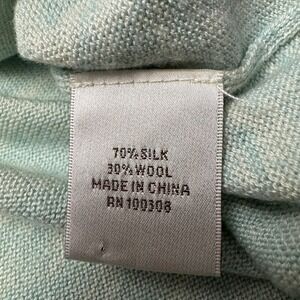 70% SILK
30% WOOL
MADE IN CHINA
RN 100308